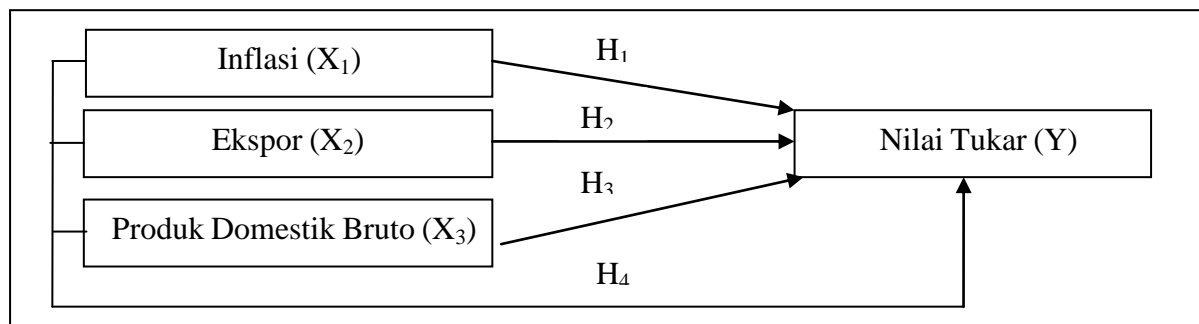 Inflasi (X₁)
H₁
Ekspor (X₂)
H₂
Nilai Tukar (Y)
H₃
Produk Domestik Bruto (X₃)
H₄